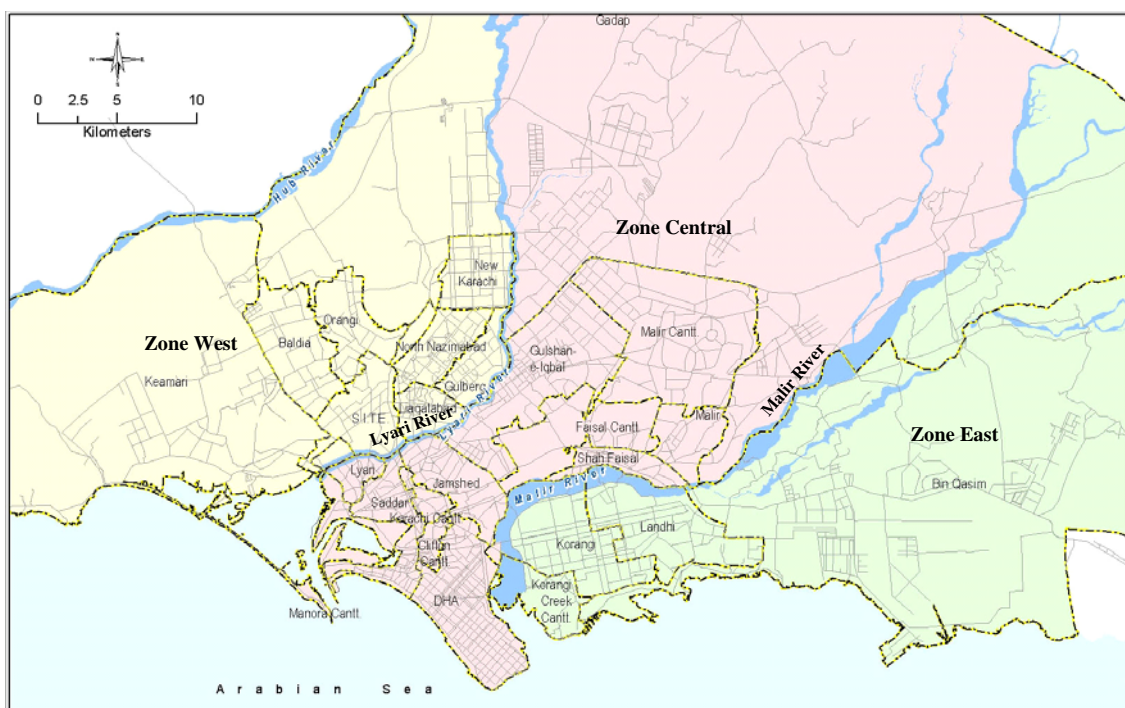 Gadap
N
W E
S
0 2.5 5 10
Kilometers
Hub River
Zone Central
New
Karachi
Orangi
Zone West
Baldia
North Nazimabad
Malir Cantt
Gulshan-
e-Iqbal
Malir River
Keamari
Gulberg
Liaqatabad
S.I.T.E.
Lyari River
Lyari River
Malir
Faisal Cantt.
Zone East
Shah Faisal
Lyari
Jamshed
Malir River
Bin Qasim
Saddar
Karachi Cantt
Landhi
Korangi
Clifton
Cantt
Korangi
Creek
Cantt.
DHA
Manora Cantt.
Arabian Sea